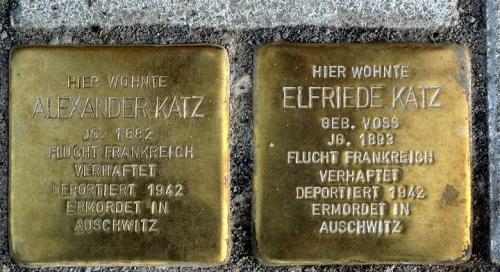 HIER WOHNTE
ALEXANDER KATZ
JG. 1882
FLUCHT FRANKREICH
VERHAFTET
DEPORTIERT 1942
ERMORDET IN
AUSCHWITZ
HIER WOHNTE
ELFRIEDE KATZ
GEB. VOSS
JG. 1893
FLUCHT FRANKREICH
VERHAFTET
DEPORTIERT 1942
ERMORDET IN
AUSCHWITZ